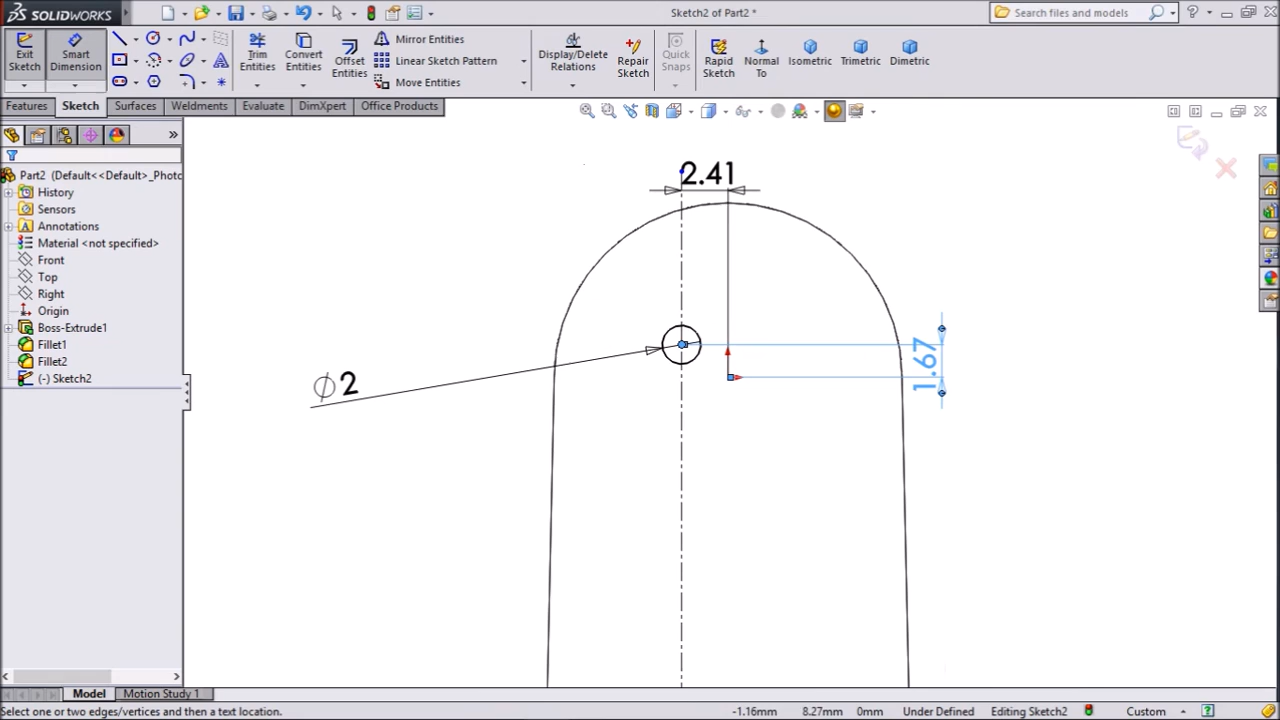 SOLIDWORKS
Sketch2 of Part2 *
Search files and models
Exit Sketch
Smart Dimension
Trim Entities
Convert Entities
Offset Entities
Mirror Entities
Linear Sketch Pattern
Move Entities
Display/Delete Relations
Repair Sketch
Quick Snaps
Rapid Sketch
Normal To
Isometric
Trimetric
Dimetric
Features
Sketch
Surfaces
Weldments
Evaluate
DimXpert
Office Products
Part2 (Default<<Default>_Photo
History
Sensors
Annotations
Material <not specified>
Front
Top
Right
Origin
Boss-Extrude1
Fillet1
Fillet2
(-) Sketch2
2.41
1.67
∅2
Model
Motion Study 1
Select one or two edges/vertices and then a text location.
-1.16mm
8.27mm
0mm
Under Defined
Editing Sketch2
Custom